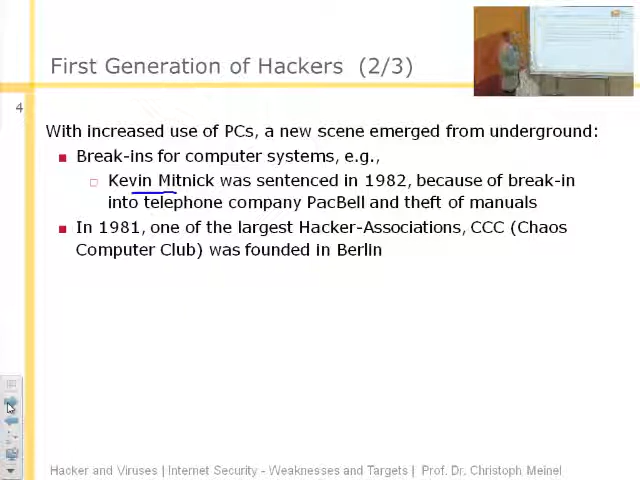 First Generation of Hackers (2/3)
4
With increased use of PCs, a new scene emerged from underground:
Break-ins for computer systems, e.g.,
Kevin Mitnick was sentenced in 1982, because of break-in
into telephone company PacBell and theft of manuals
In 1981, one of the largest Hacker-Associations, CCC (Chaos
Computer Club) was founded in Berlin
Hacker and Viruses | Internet Security - Weaknesses and Targets | Prof. Dr. Christoph Meinel